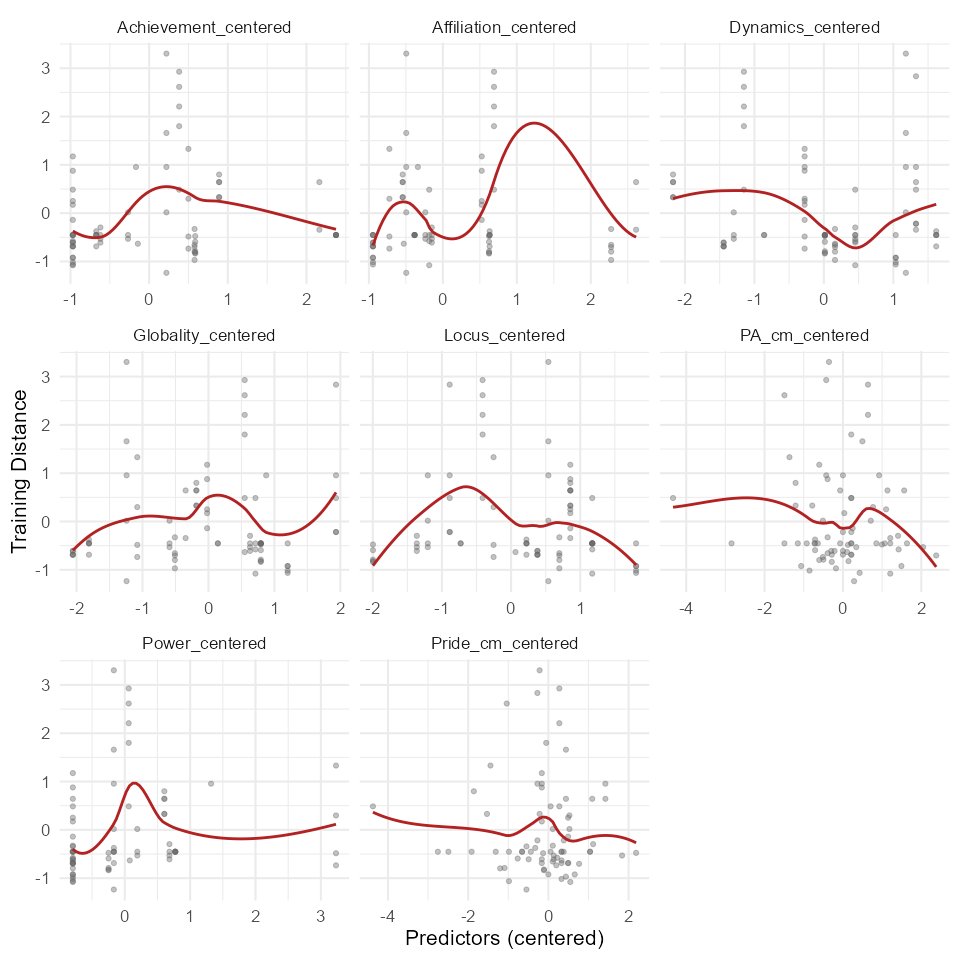 Achievement_centered Affiliation_centered Dynamics_centered
3
2
1
0
-1
-1 0 1 2 -1 0 1 2 -2 -1 0 1
Globality_centered Locus_centered PA_cm_centered
3
2
1
0
-1
-2 -1 0 1 2 -2 -1 0 1 -4 -2 0 2
Power_centered Pride_cm_centered
3
2
1
0
-1
0 1 2 3 -4 -2 0 2
Training Distance
Predictors (centered)